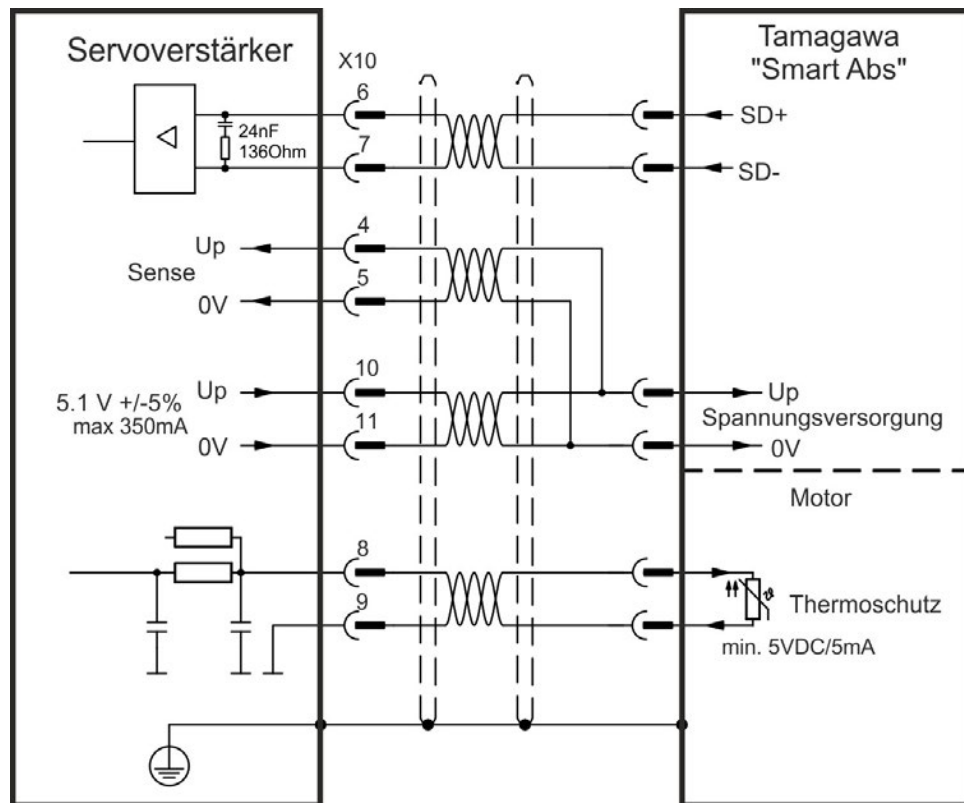 Servoverstärker
X10
Tamagawa
"Smart Abs"
6
SD+
24nF
136Ohm
7
SD-
4
Up
Sense
5
0V
10
Up
5.1 V +/-5%
max 350mA
11
0V
Up
Spannungsversorgung
0V
Motor
8
9
ϑ
Thermoschutz
min. 5VDC/5mA